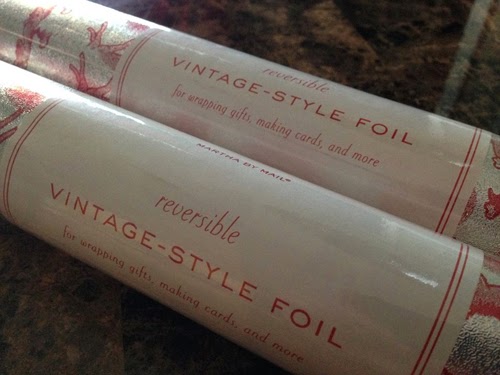 reversible
VINTAGE-STYLE FOIL
for wrapping gifts, making cards, and more
MARTHA BY MAIL®
reversible
VINTAGE-STYLE FOIL
for wrapping gifts, making cards, and more